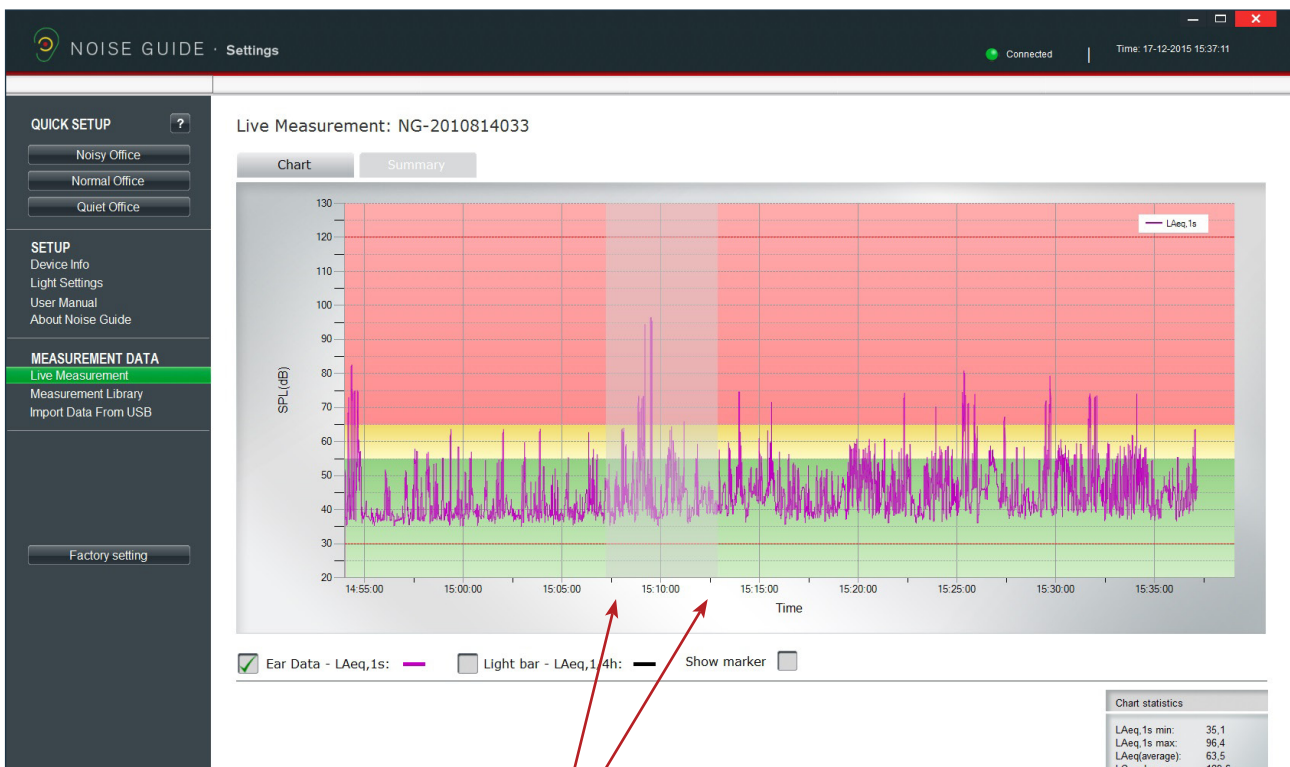 NOISE GUIDE · Settings
Connected | Time: 17-12-2015 15:37:11
QUICK SETUP ?
Noisy Office
Normal Office
Quiet Office
SETUP
Device Info
Light Settings
User Manual
About Noise Guide
MEASUREMENT DATA
Live Measurement
Measurement Library
Import Data From USB
Factory setting
Live Measurement: NG-2010814033
Chart Summary
LAeq,1s
SPL(dB)
130
120
110
100
90
80
70
60
50
40
30
20
14:55:00 15:00:00 15:05:00 15:10:00 15:15:00 15:20:00 15:25:00 15:30:00 15:35:00
Time
Ear Data - LAeq,1s: Light bar - LAeq,1/4h: Show marker
Chart statistics
LAeq,1s min: 35,1
LAeq,1s max: 96,4
LAeq(average): 63,5